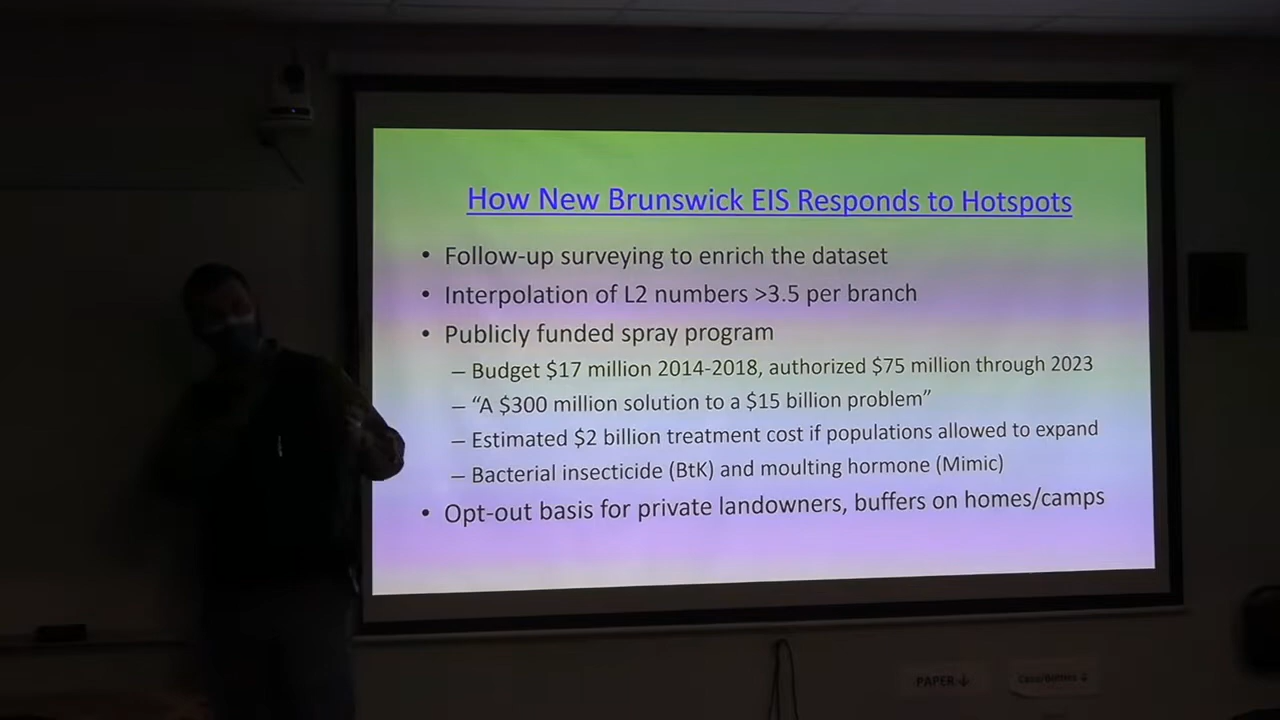 How New Brunswick EIS Responds to Hotspots
• Follow-up surveying to enrich the dataset
• Interpolation of L2 numbers >3.5 per branch
• Publicly funded spray program
– Budget $17 million 2014-2018, authorized $75 million through 2023
– “A $300 million solution to a $15 billion problem”
– Estimated $2 billion treatment cost if populations allowed to expand
– Bacterial insecticide (BtK) and moulting hormone (Mimic)
• Opt-out basis for private landowners, buffers on homes/camps
PAPER ↓
Cans/Bottles ↓